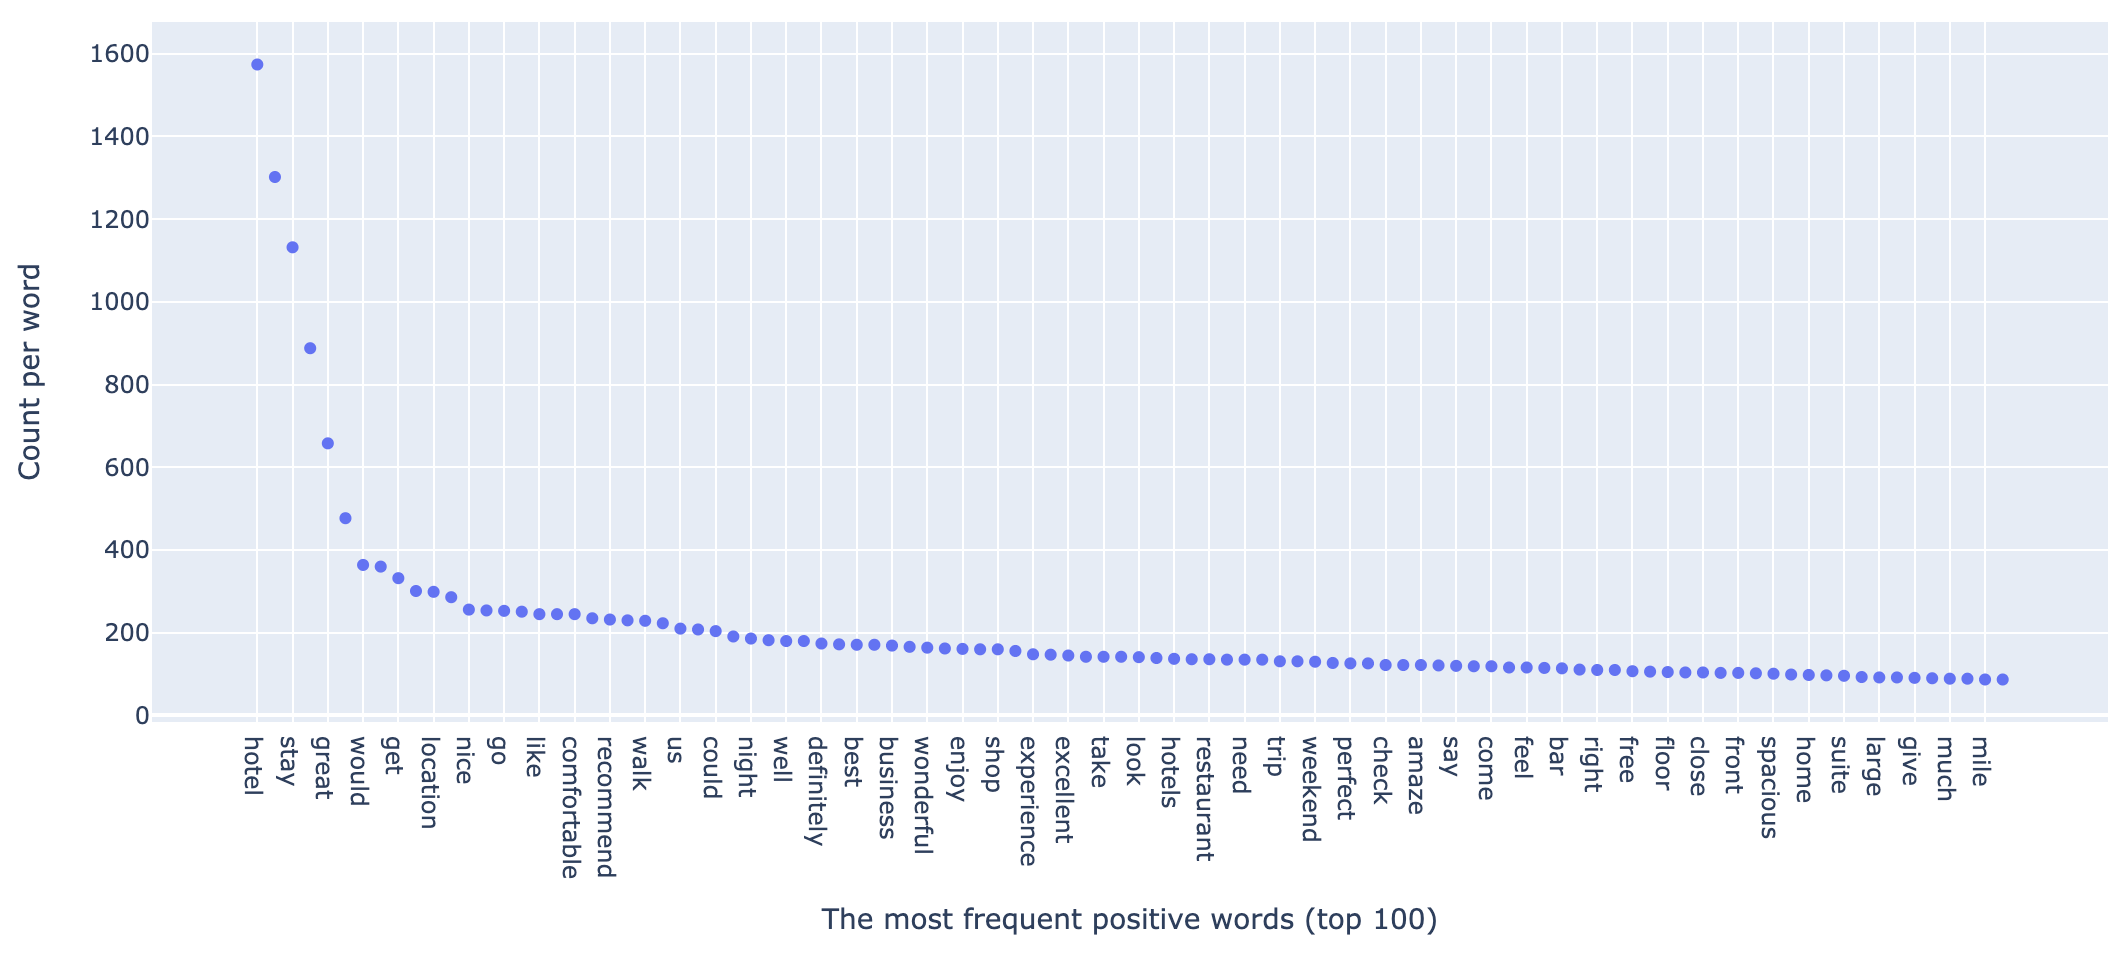 1600
1400
1200
1000
800
600
400
200
0
Count per word
hotel
stay
great
would
get
location
nice
go
like
comfortable
recommend
walk
us
could
night
well
definitely
best
business
wonderful
enjoy
shop
experience
excellent
take
look
hotels
restaurant
need
trip
weekend
perfect
check
amaze
say
come
feel
bar
right
free
floor
close
front
spacious
home
suite
large
give
much
mile
The most frequent positive words (top 100)